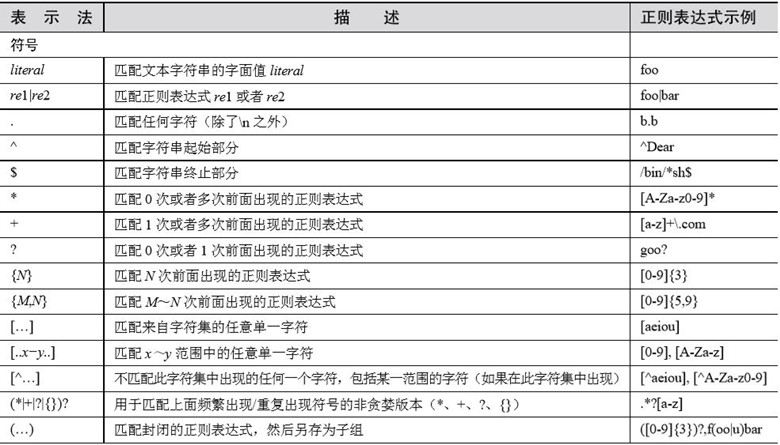 表 示 法 描 述 正则表达式示例
符号
literal 匹配文本字符串的字面值 literal foo
re1|re2 匹配正则表达式 re1 或者 re2 foo|bar
. 匹配任何字符（除了\n 之外） b.b
^ 匹配字符串起始部分 ^Dear
$ 匹配字符串终止部分 /bin/*sh$
* 匹配 0 次或者多次前面出现的正则表达式 [A-Za-z0-9]*
+ 匹配 1 次或者多次前面出现的正则表达式 [a-z]+\.com
? 匹配 0 次或者 1 次前面出现的正则表达式 goo?
{N} 匹配 N 次前面出现的正则表达式 [0-9]{3}
{M,N} 匹配 M～N 次前面出现的正则表达式 [0-9]{5,9}
[…] 匹配来自字符集的任意单一字符 [aeiou]
[..x−y..] 匹配 x～y 范围中的任意单一字符 [0-9], [A-Za-z]
[^…] 不匹配此字符集中出现的任何一个字符，包括某一范围的字符（如果在此字符集中出现） [^aeiou], [^A-Za-z0-9]
(*|+|?|{})? 用于匹配上面频繁出现/重复出现符号的非贪婪版本（*、+、?、{}） .*?[a-z]
(…) 匹配封闭的正则表达式，然后另存为子组 ([0-9]{3})?,f(oo|u)bar